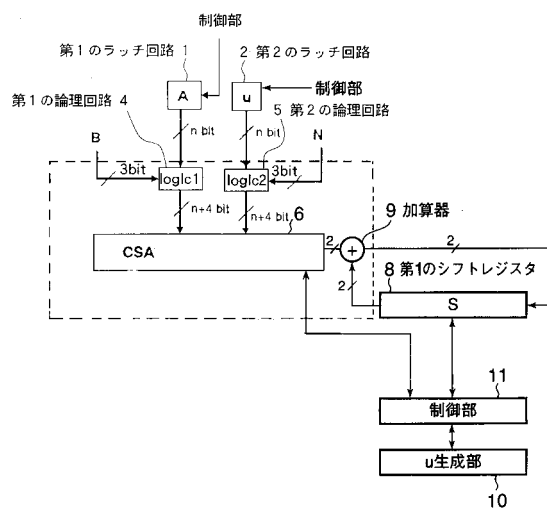 制御部
第1のラッチ回路 1
2 第2のラッチ回路
A
u
制御部
第1の論理回路 4
5 第2の論理回路
n bit
n bit
B
N
3bit
logic1
logic2
3bit
n+4 bit
n+4 bit
6
9 加算器
CSA
2
+
2
2
8 第1のシフトレジスタ
S
11
制御部
u生成部
10